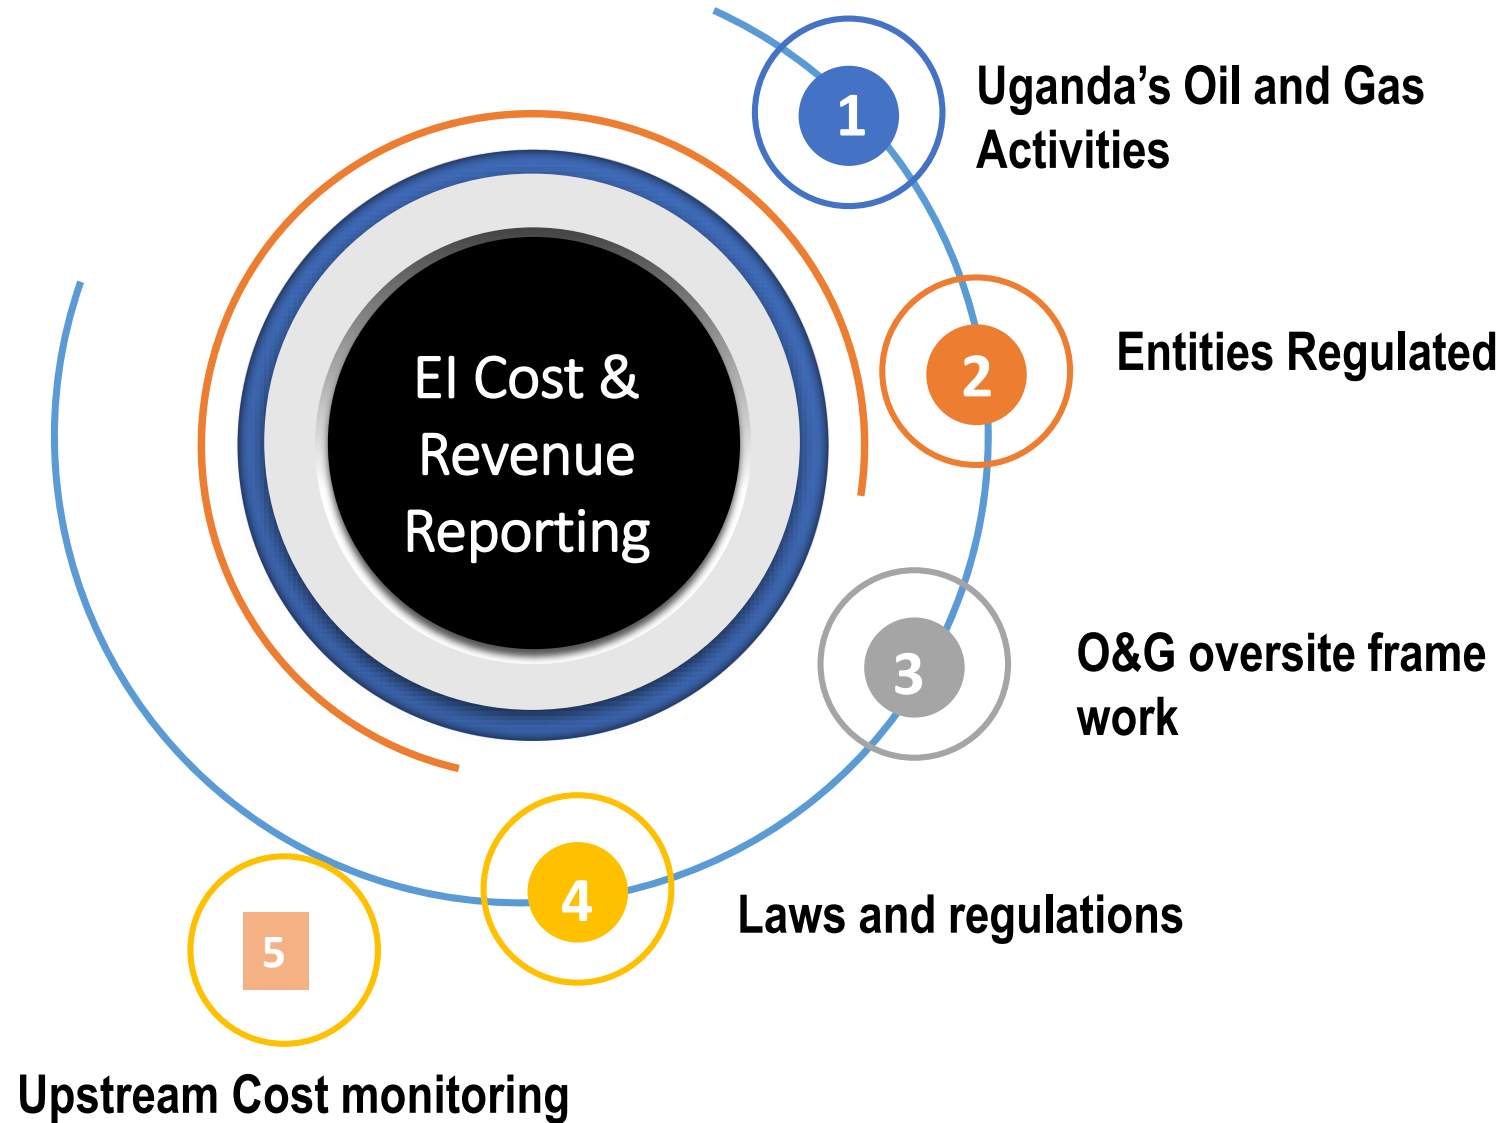 1
Uganda’s Oil and Gas
Activities
2
Entities Regulated
EI Cost &
Revenue
Reporting
3
O&G oversite frame
work
4
Laws and regulations
5
Upstream Cost monitoring